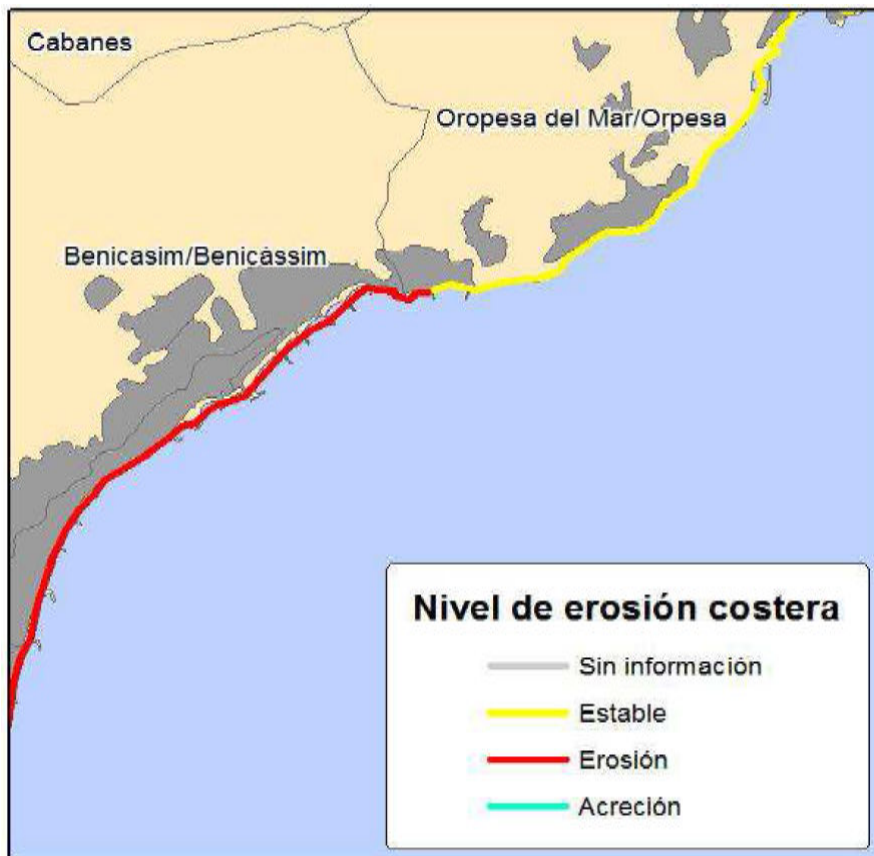 Cabanes
Oropesa del Mar/Orpesa
Benicasim/Benicàssim
Nivel de erosión costera
Sin información
Estable
Erosión
Acreción